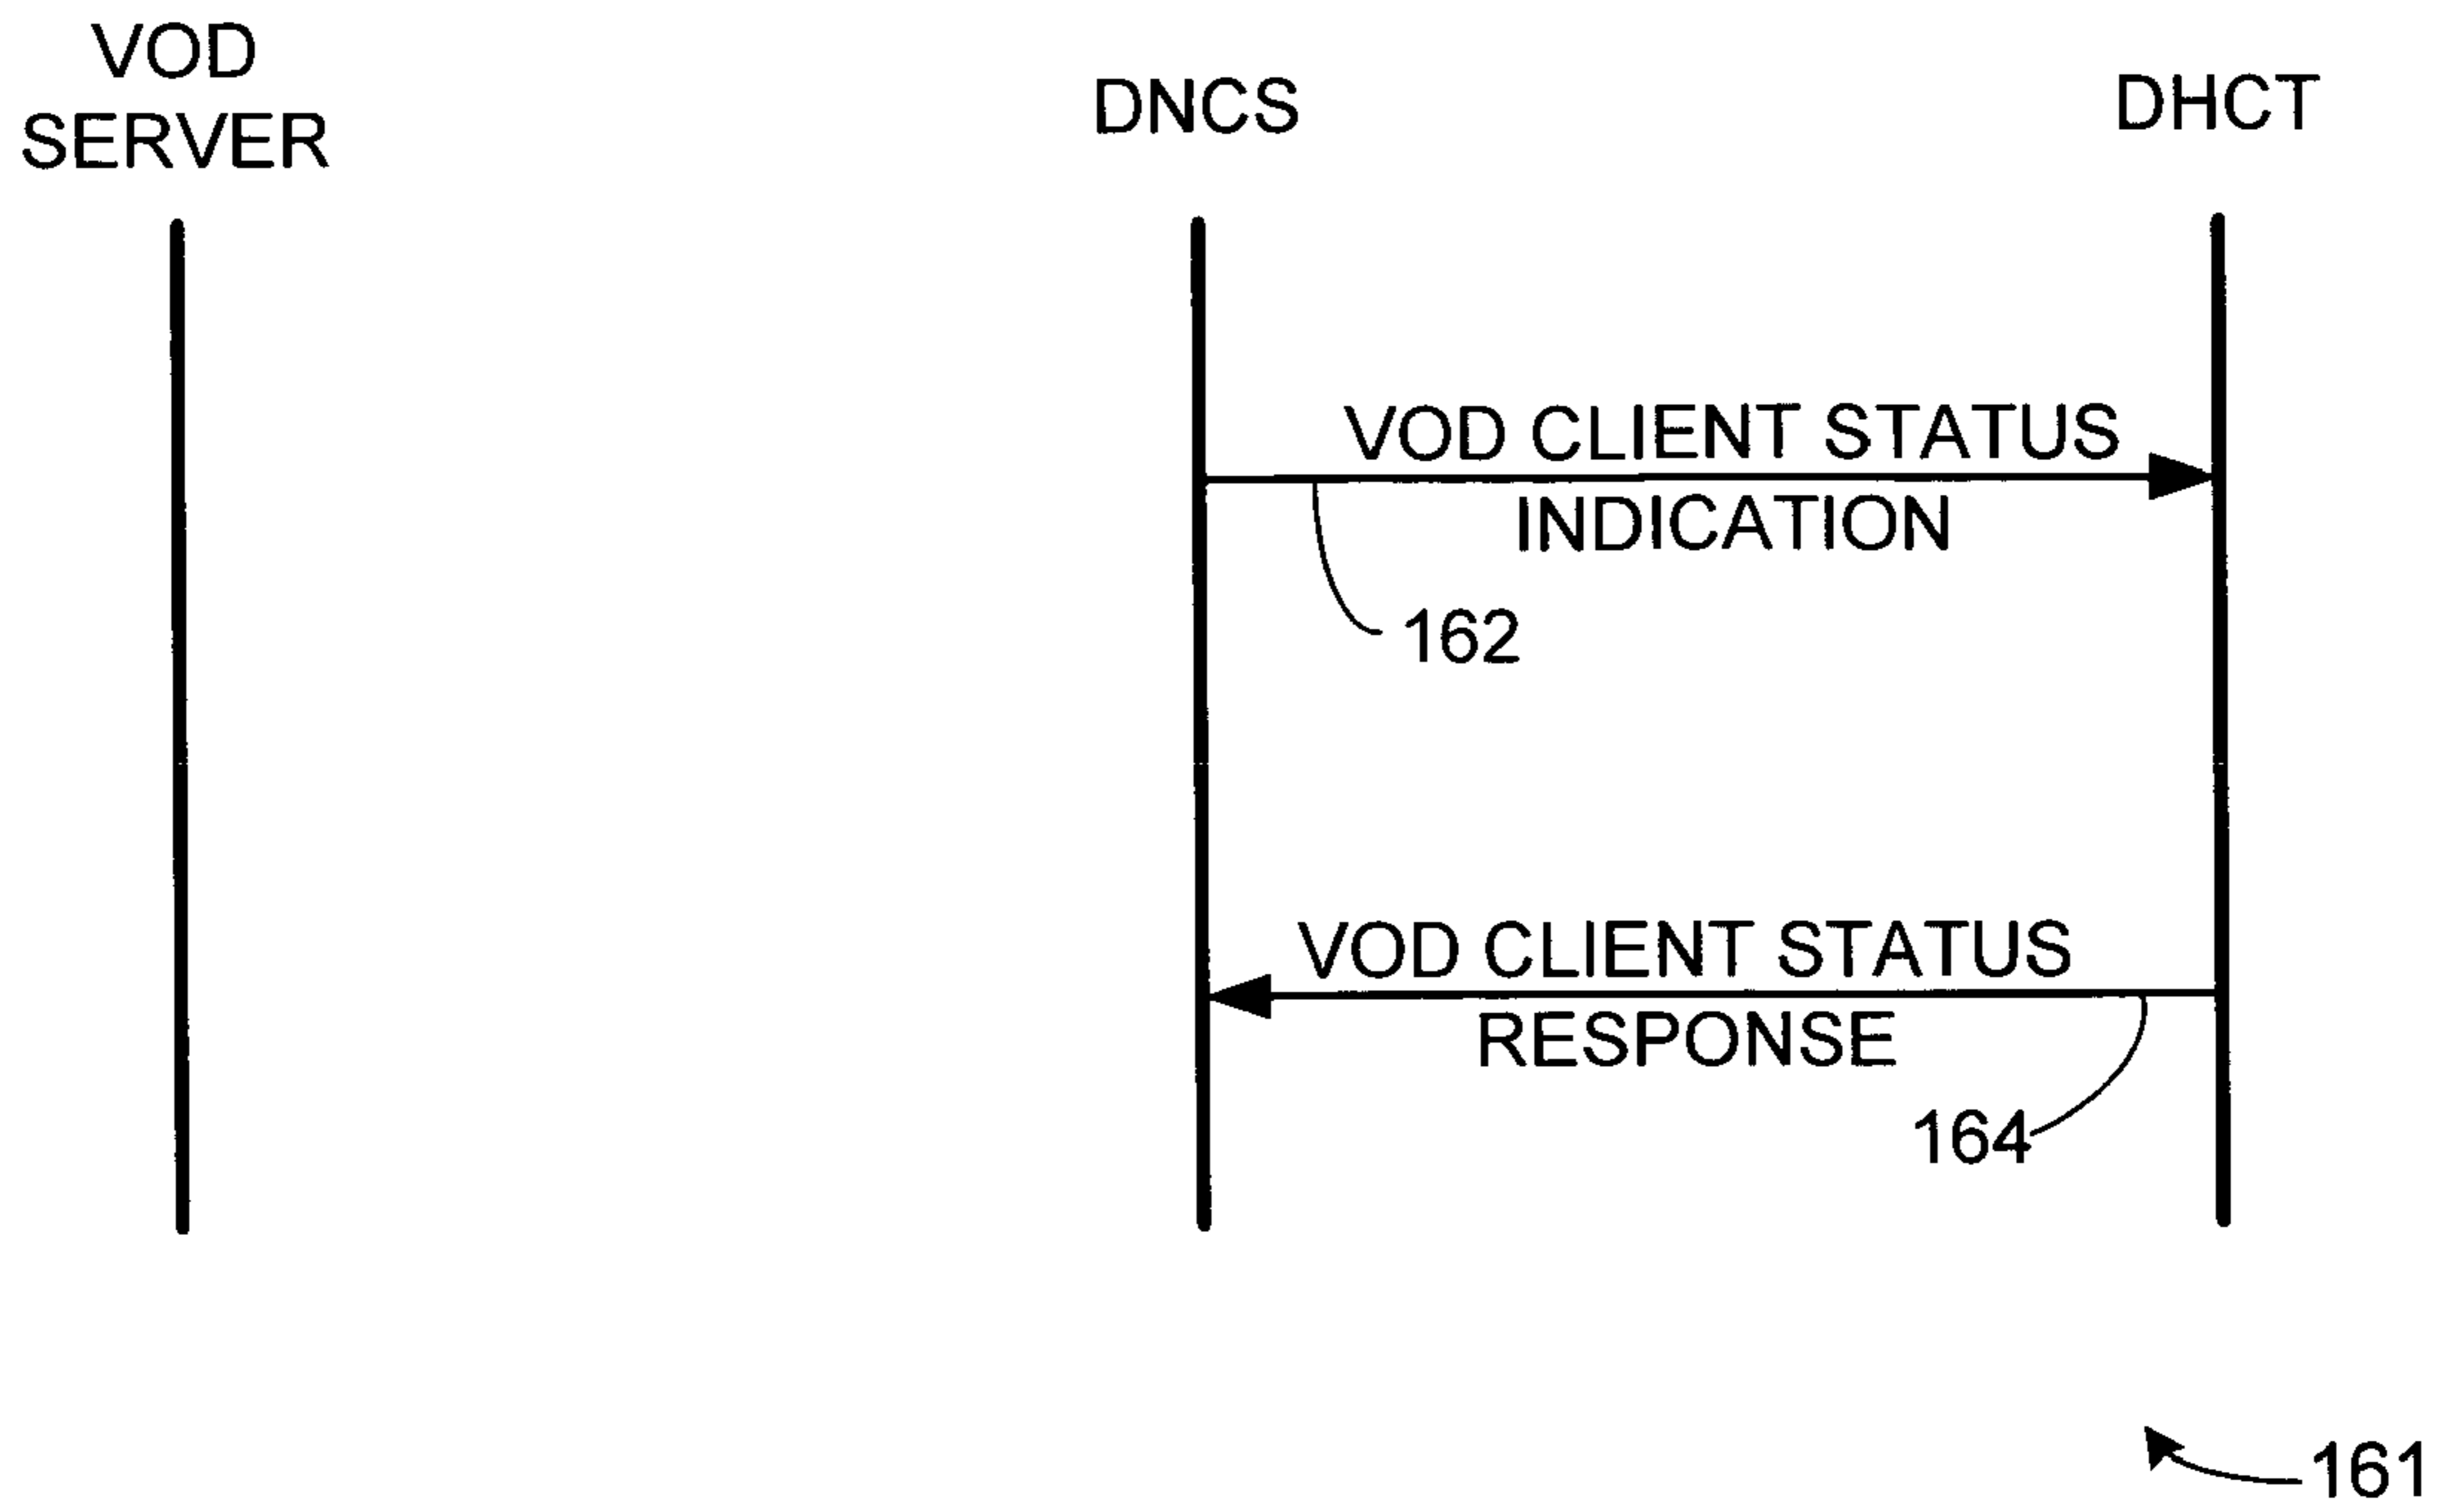 VOD
SERVER
DNCS
DHCT
VOD CLIENT STATUS
INDICATION
162
VOD CLIENT STATUS
RESPONSE
164
161